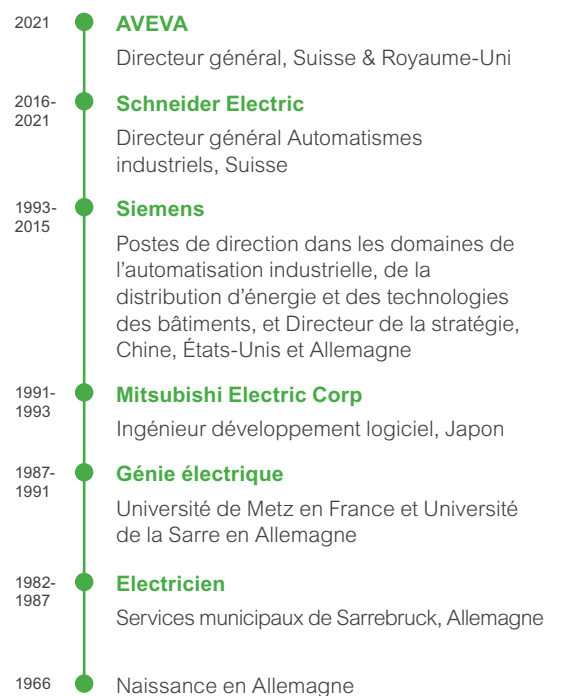 2021
AVEVA
Directeur général, Suisse & Royaume-Uni
2016-
2021
Schneider Electric
Directeur général Automatismes
industriels, Suisse
1993-
2015
Siemens
Postes de direction dans les domaines de
l'automatisation industrielle, de la
distribution d'énergie et des technologies
des bâtiments, et Directeur de la stratégie,
Chine, États-Unis et Allemagne
1991-
1993
Mitsubishi Electric Corp
Ingénieur développement logiciel, Japon
1987-
1991
Génie électrique
Université de Metz en France et Université
de la Sarre en Allemagne
1982-
1987
Electricien
Services municipaux de Sarrebruck, Allemagne
1966
Naissance en Allemagne